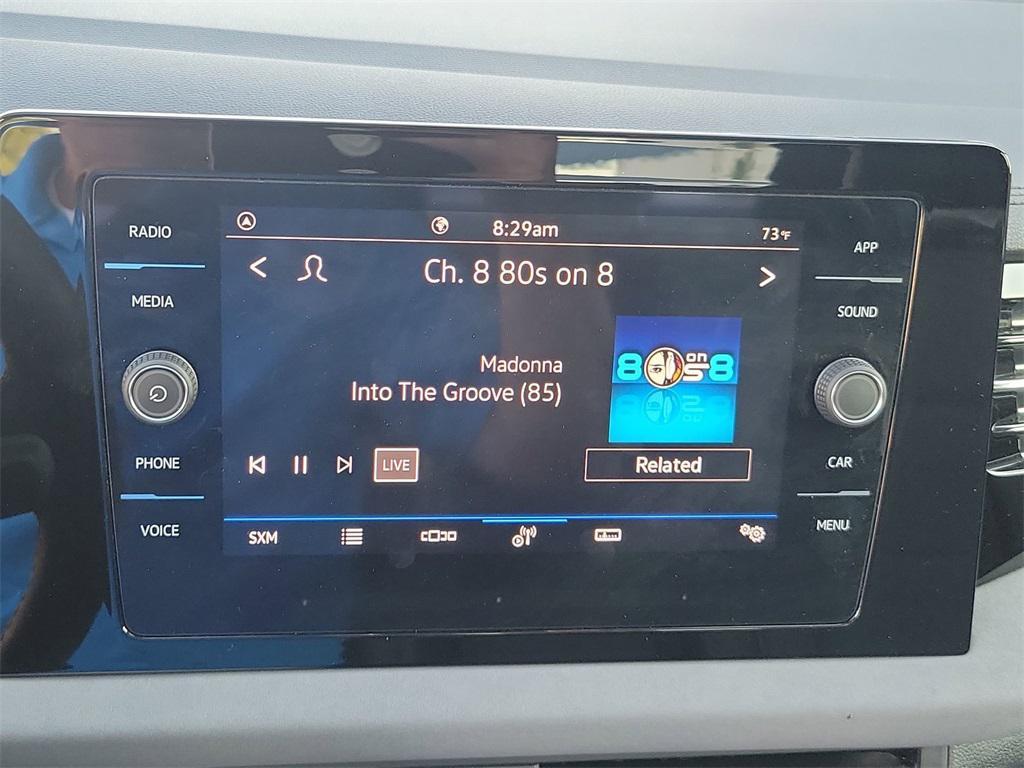 RADIO
MEDIA
PHONE
VOICE
8:29am
73°F
Ch. 8 80s on 8
Madonna
Into The Groove (85)
8 80s on 8
LIVE
Related
SXM
APP
SOUND
CAR
MENU